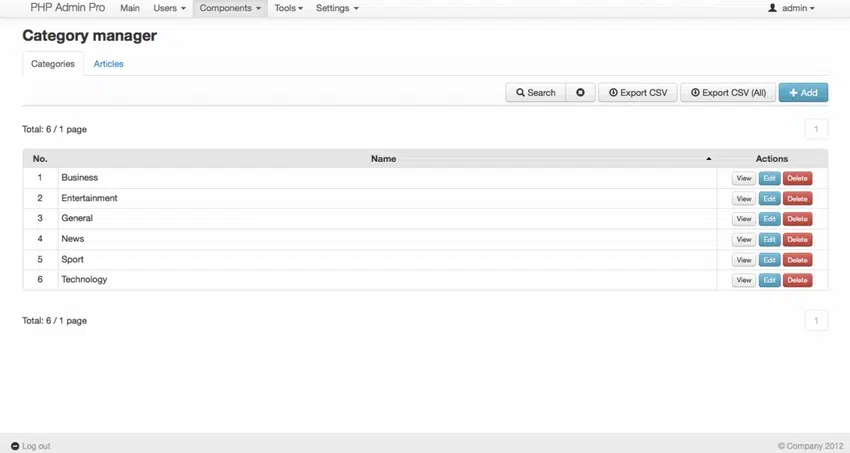 PHP Admin Pro Main Users Components Tools Settings admin
Category manager
Categories Articles
Search Export CSV Export CSV (All) Add
Total: 6 / 1 page 1
No. Name Actions
1 Business View Edit Delete
2 Entertainment View Edit Delete
3 General View Edit Delete
4 News View Edit Delete
5 Sport View Edit Delete
6 Technology View Edit Delete
Total: 6 / 1 page 1
Log out © Company 2012